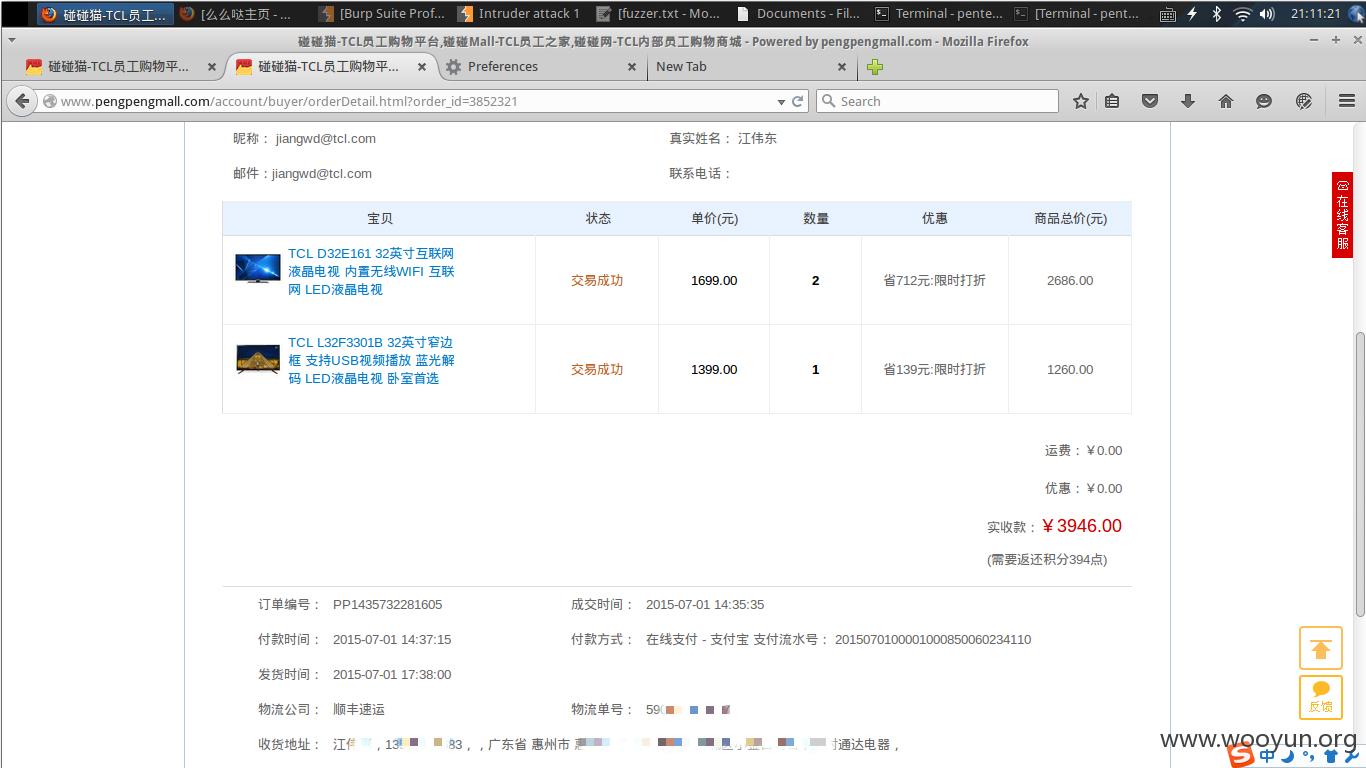 碰碰猫-TCL员工... [么么哒主页 - ... [Burp Suite Prof... Intruder attack 1 [fuzzer.txt - Mo... Documents - Fil... Terminal - pente... [Terminal - pent... 21:11:21
碰碰猫-TCL员工购物平台,碰碰Mall-TCL员工之家,碰碰网-TCL内部员工购物商城 - Powered by pengpengmall.com - Mozilla Firefox
碰碰猫-TCL员工购物平... 碰碰猫-TCL员工购物平... Preferences New Tab
www.pengpengmall.com/account/buyer/orderDetail.html?order_id=3852321 Search
昵称： jiangwd@tcl.com 真实姓名： 江伟东
邮件：jiangwd@tcl.com 联系电话：
在线客服
宝贝 状态 单价(元) 数量 优惠 商品总价(元)
TCL D32E161 32英寸互联网
液晶电视 内置无线WIFI 互联
网 LED液晶电视
交易成功 1699.00 2 省712元:限时打折 2686.00
TCL L32F3301B 32英寸窄边
框 支持USB视频播放 蓝光解
码 LED液晶电视 卧室首选
交易成功 1399.00 1 省139元:限时打折 1260.00
运费：￥0.00
优惠：￥0.00
实收款：￥3946.00
(需要返还积分394点)
订单编号： PP1435732281605 成交时间： 2015-07-01 14:35:35
付款时间： 2015-07-01 14:37:15 付款方式： 在线支付 - 支付宝 支付流水号： 2015070100001000850060234110
发货时间： 2015-07-01 17:38:00
物流公司： 顺丰速运 物流单号： 59
收货地址： 江 , 13 83 , , 广东省 惠州市 村通达电器 ,
反馈
www.wooyun.org
中